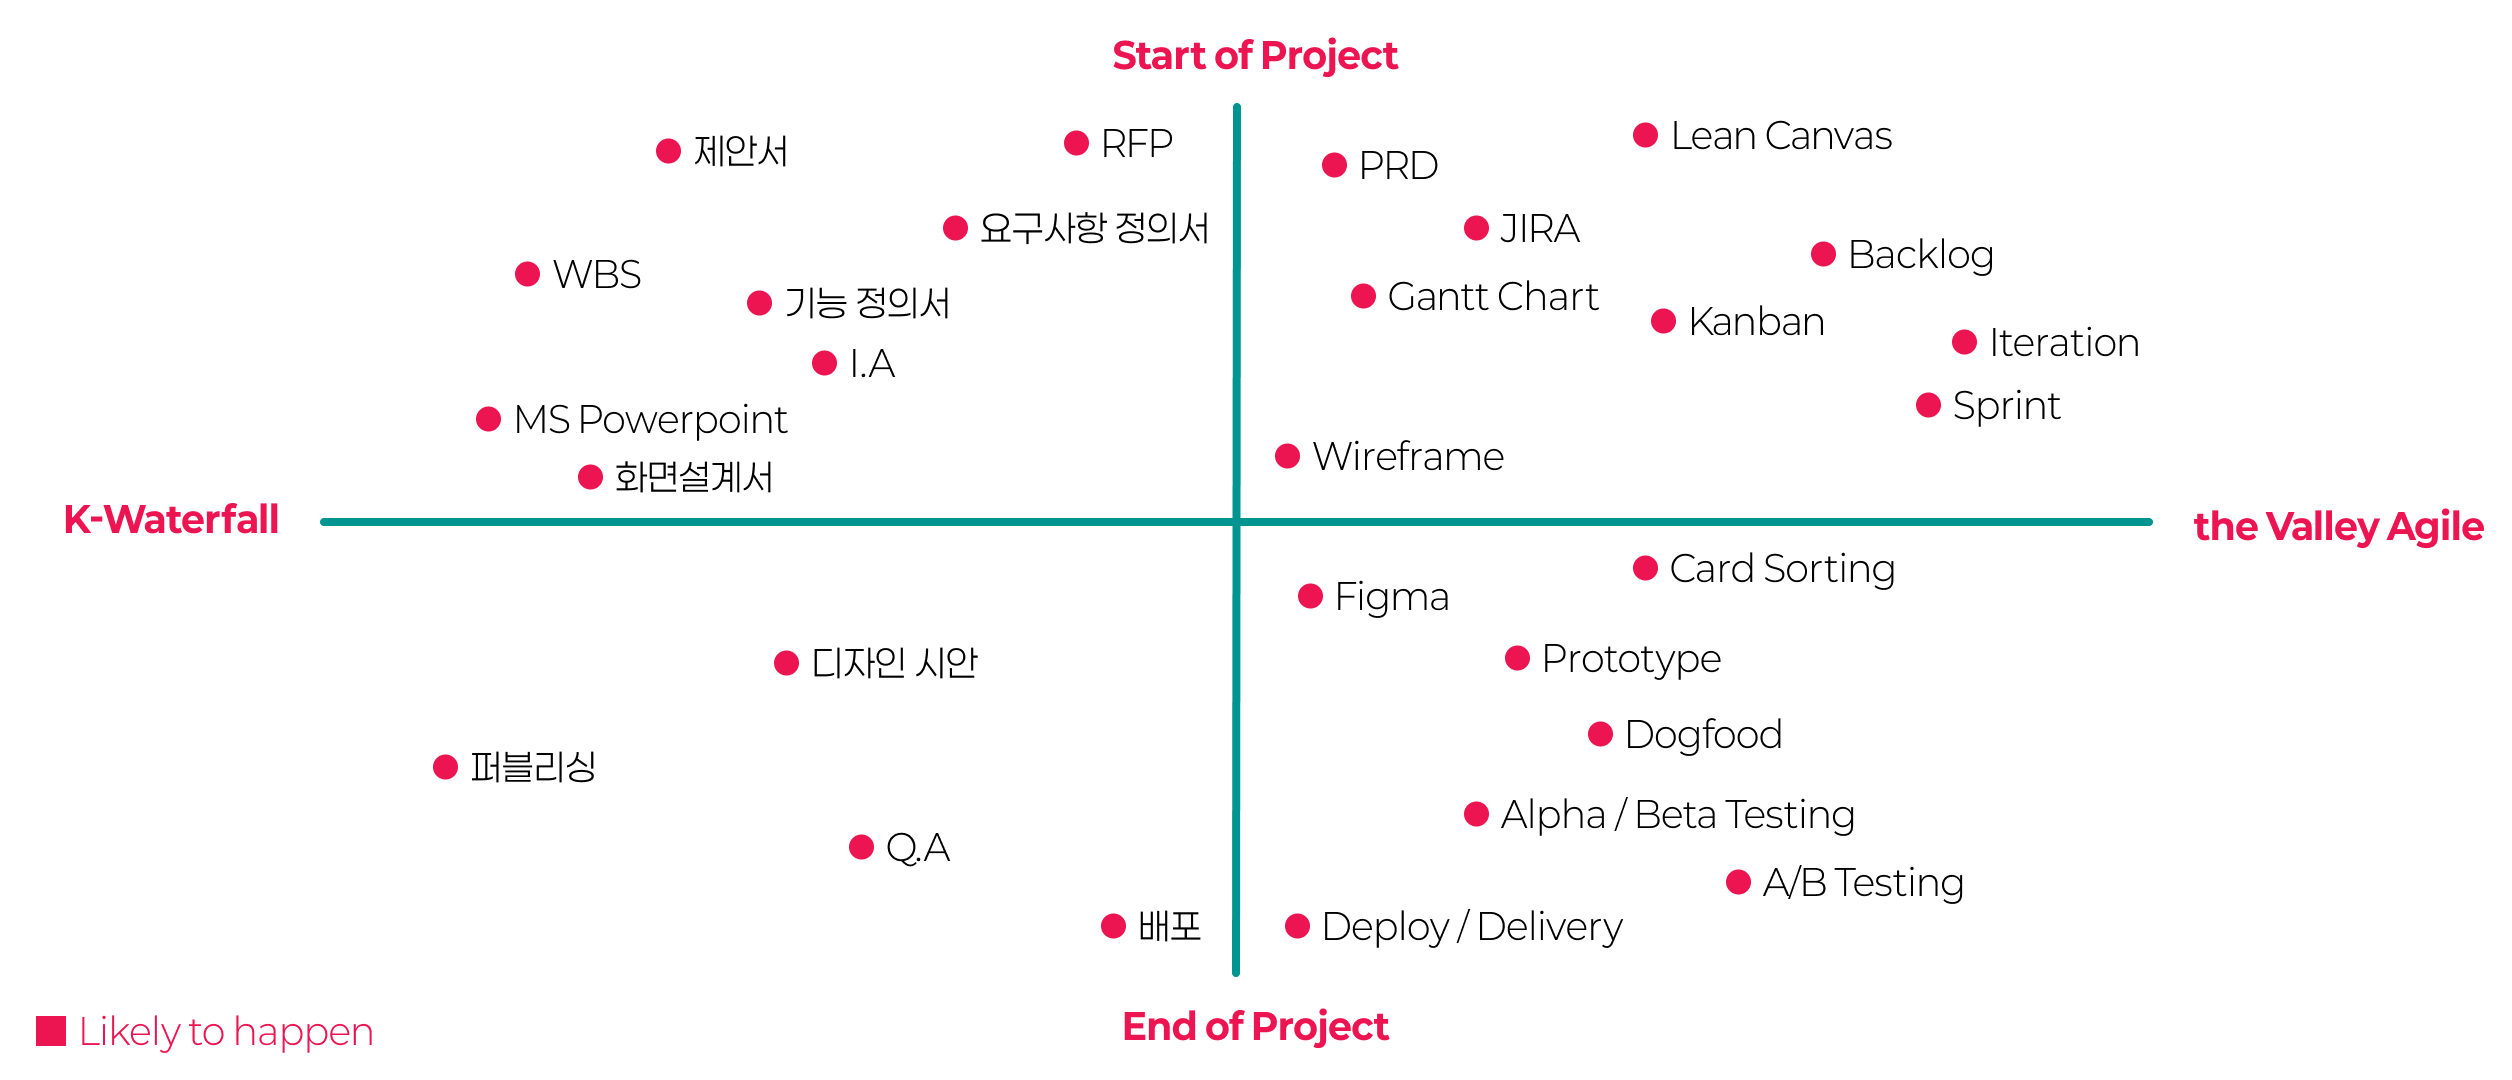 Start of Project
Lean Canvas
RFP
제안서
PRD
요구사항 정의서
JIRA
Backlog
WBS
기능 정의서
Gantt Chart
Kanban
Iteration
I.A
Sprint
MS Powerpoint
Wireframe
화면설계서
K-Waterfall
the Valley Agile
Card Sorting
Figma
디자인 시안
Prototype
Dogfood
퍼블리싱
Alpha / Beta Testing
Q.A
A/B Testing
배포
Deploy / Delivery
End of Project
Likely to happen